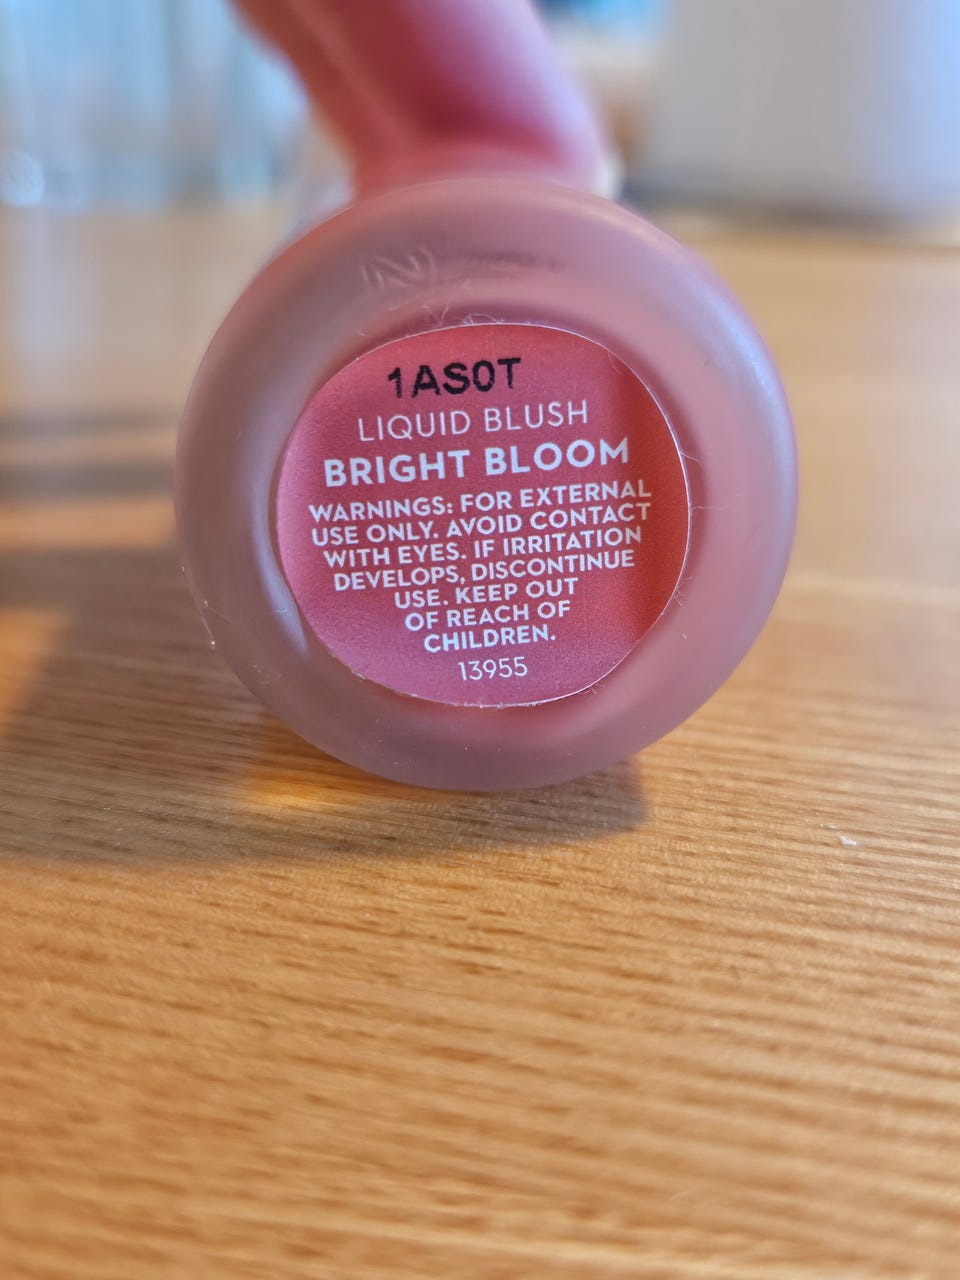 1AS0T
LIQUID BLUSH
BRIGHT BLOOM
WARNINGS: FOR EXTERNAL
USE ONLY. AVOID CONTACT
WITH EYES. IF IRRITATION
DEVELOPS, DISCONTINUE
USE. KEEP OUT
OF REACH OF
CHILDREN.
13955